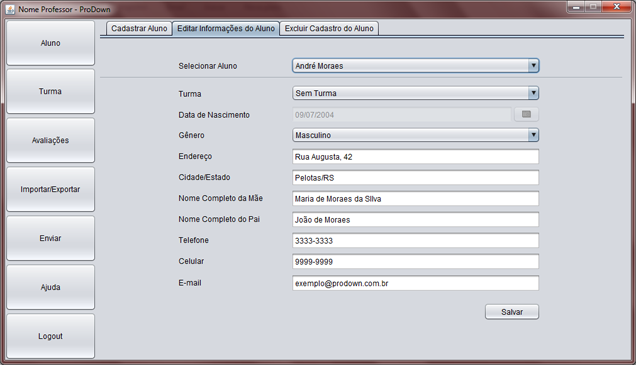 Nome Professor - ProDown
Aluno
Turma
Avaliações
Importar/Exportar
Enviar
Ajuda
Logout
Cadastrar Aluno
Editar Informações do Aluno
Excluir Cadastro do Aluno
Selecionar Aluno André Moraes
Turma Sem Turma
Data de Nascimento 09/07/2004
Gênero Masculino
Endereço Rua Augusta, 42
Cidade/Estado Pelotas/RS
Nome Completo da Mãe Maria de Moraes da SIlva
Nome Completo do Pai João de Moraes
Telefone 3333-3333
Celular 9999-9999
E-mail exemplo@prodown.com.br
Salvar